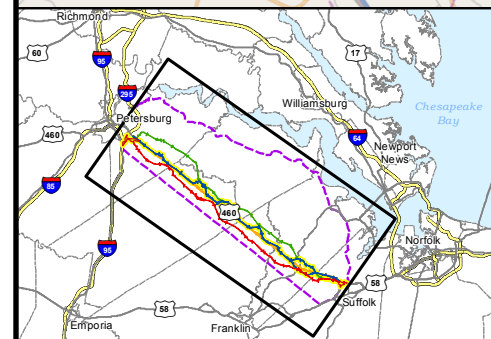 Richmond
60
95
17
295
Williamsburg
Chesapeake
Bay
Petersburg
460
64
Newport
News
85
460
95
Norfolk
58
Suffolk
58
Emporia
Franklin